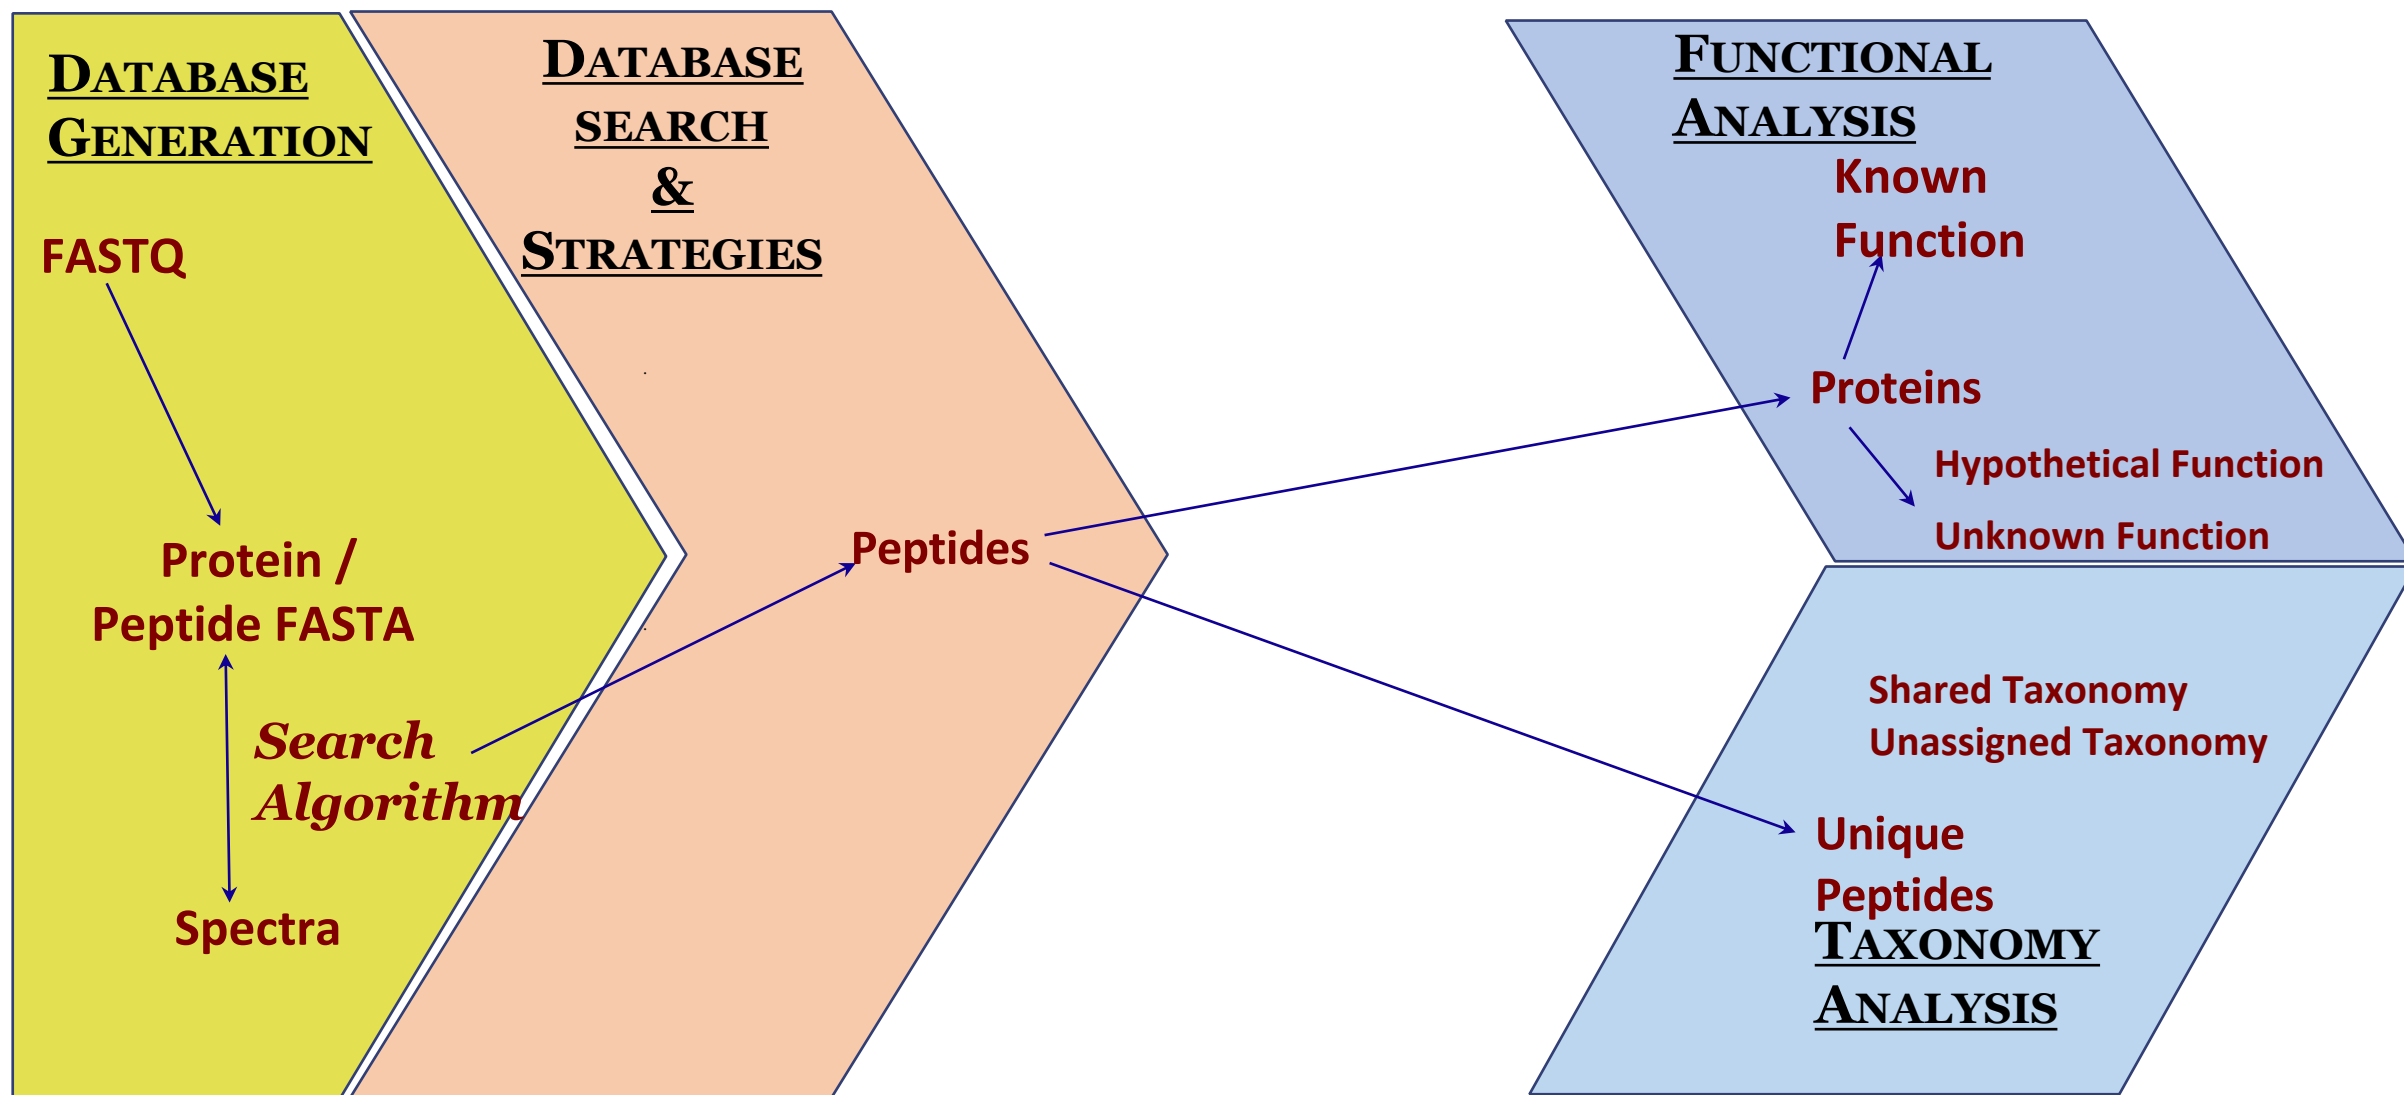 DATABASE
GENERATION
FASTQ
Protein /
Peptide FASTA
Search
Algorithm
Spectra
DATABASE
SEARCH
&
STRATEGIES
Peptides
FUNCTIONAL
ANALYSIS
Known
Function
Proteins
Hypothetical Function
Unknown Function
Shared Taxonomy
Unassigned Taxonomy
Unique
Peptides
TAXONOMY
ANALYSIS